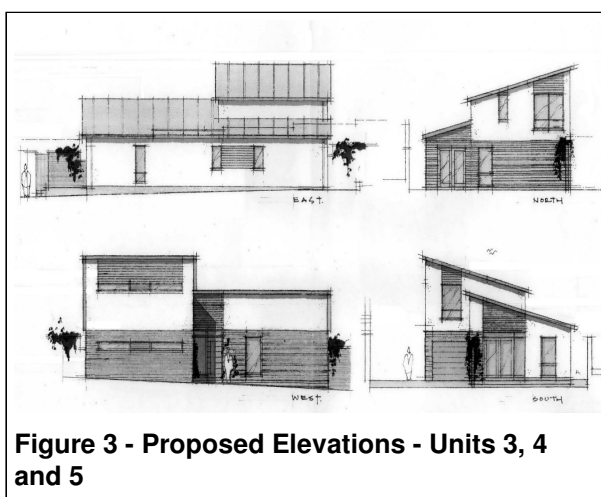 EAST.
NORTH
WEST.
SOUTH
Figure 3 - Proposed Elevations - Units 3, 4
and 5